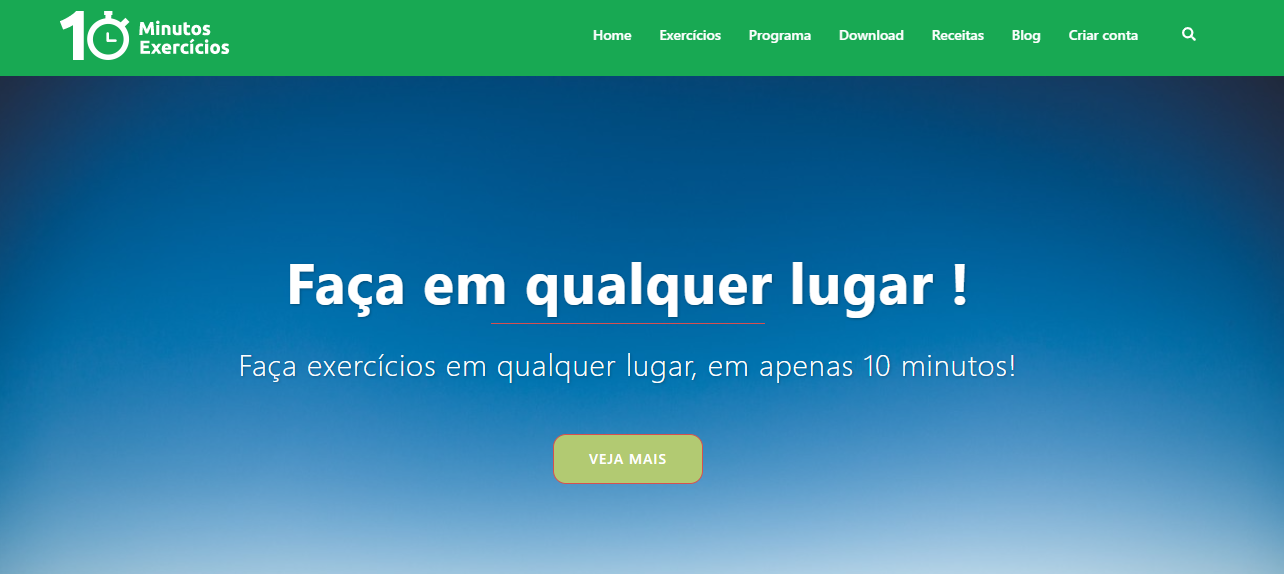 10 Minutos
Exercícios
Home Exercícios Programa Download Receitas Blog Criar conta
Faça em qualquer lugar !
Faça exercícios em qualquer lugar, em apenas 10 minutos!
VEJA MAIS